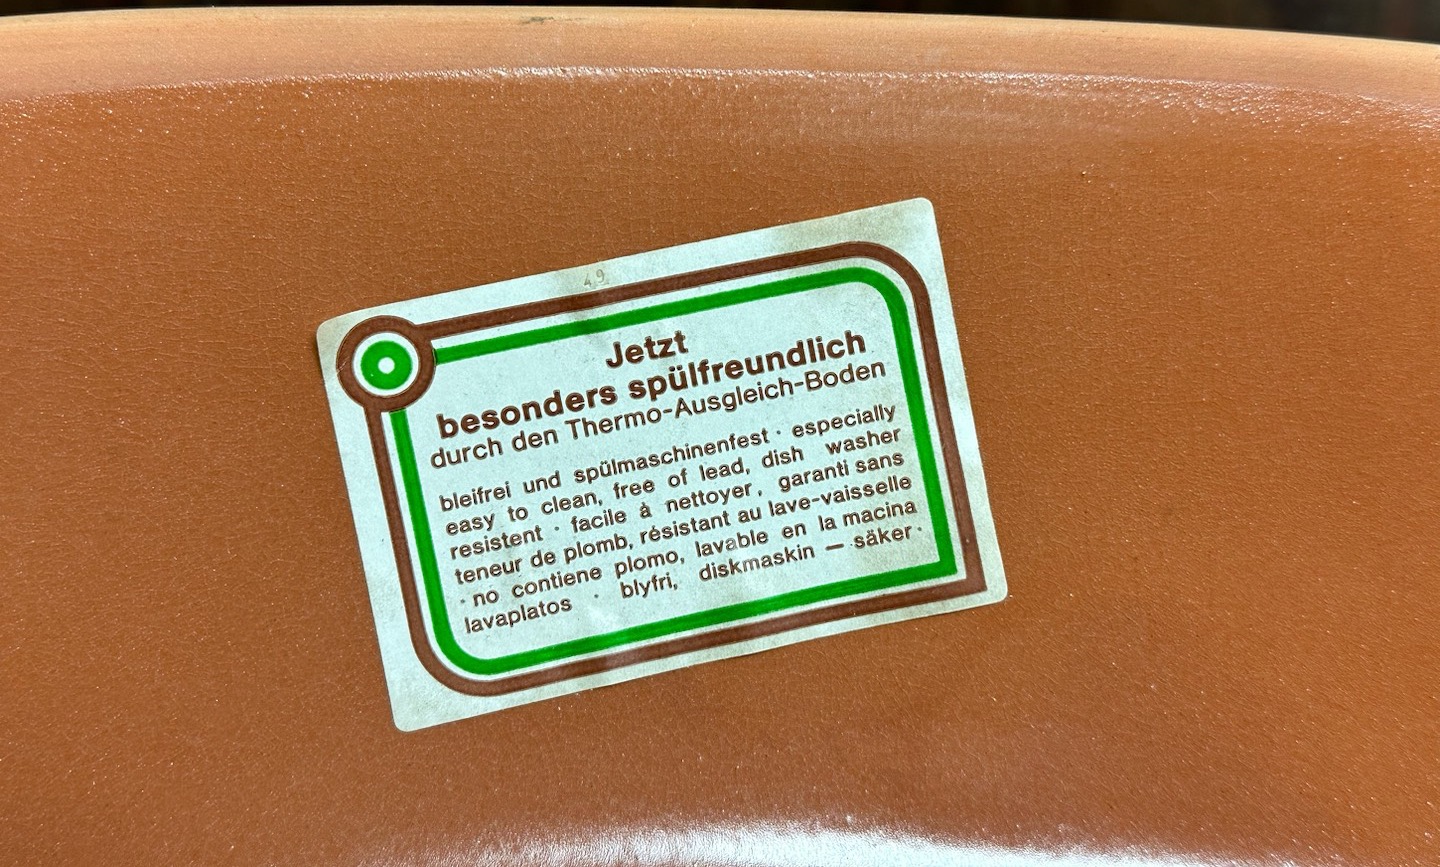 49
Jetzt
besonders spülfreundlich
durch den Thermo-Ausgleich-Boden
bleifrei und spülmaschinenfest · especially
easy to clean, free of lead, dish washer
resistent · facile à nettoyer, garanti sans
teneur de plomb, résistant au lave-vaisselle
· no contiene plomo, lavable en la macina
lavaplatos · blyfri, diskmaskin — säker ·